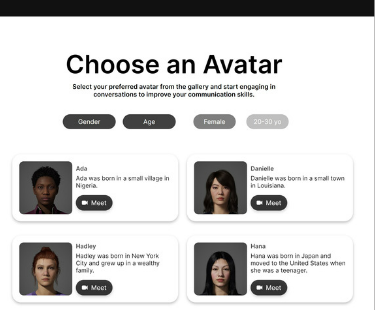 Choose an Avatar
Select your preferred avatar from the gallery and start engaging in
conversations to improve your communication skills.
Gender Age Female 20-30 yo
Ada
Ada was born in a small village in
Nigeria.
Meet
Danielle
Danielle was born in a small town
in Louisiana.
Meet
Hadley
Hadley was born in New York
City and grew up in a wealthy
family.
Meet
Hana
Hana was born in Japan and
moved to the United States when
she was a teenager.
Meet